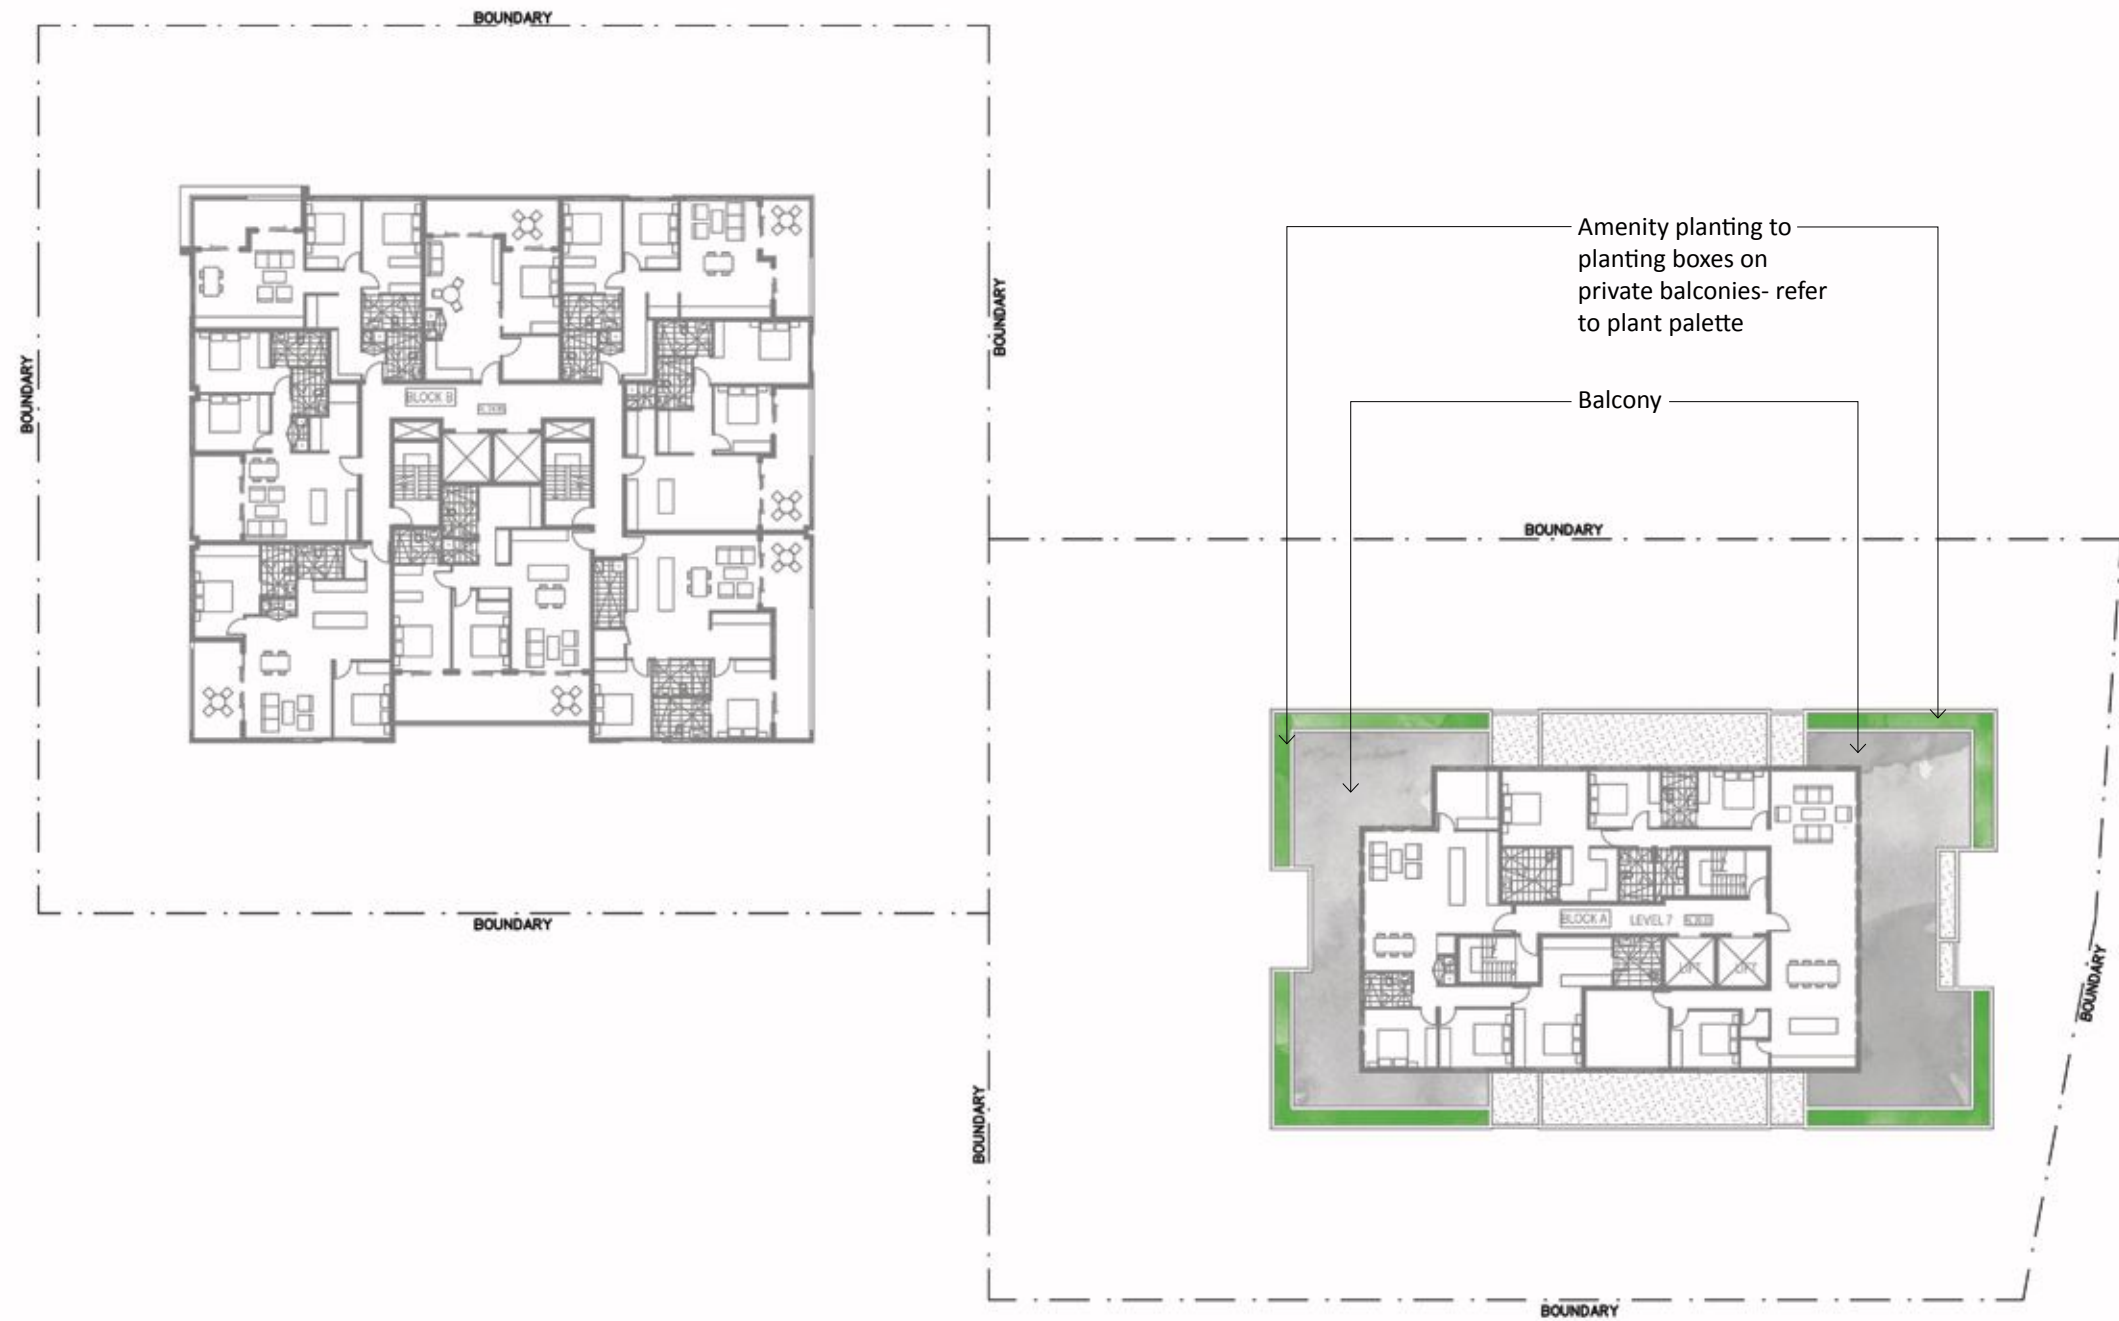 BOUNDARY
BOUNDARY
BOUNDARY
Amenity planting to
planting boxes on
private balconies- refer
to plant palette
Balcony
BLOCK B
BOUNDARY
BOUNDARY
BLOCK A
LEVEL 7
LIFT
LIFT
BOUNDARY
BOUNDARY
BOUNDARY